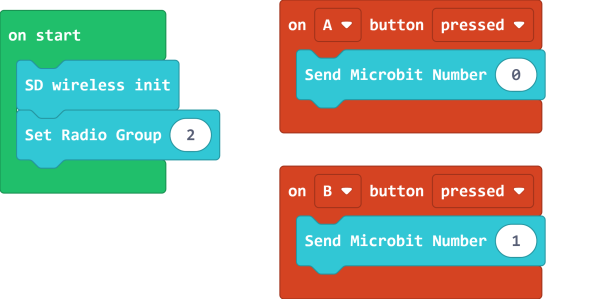 on start
SD wireless init
Set Radio Group 2
on A button pressed
Send Microbit Number 0
on B button pressed
Send Microbit Number 1